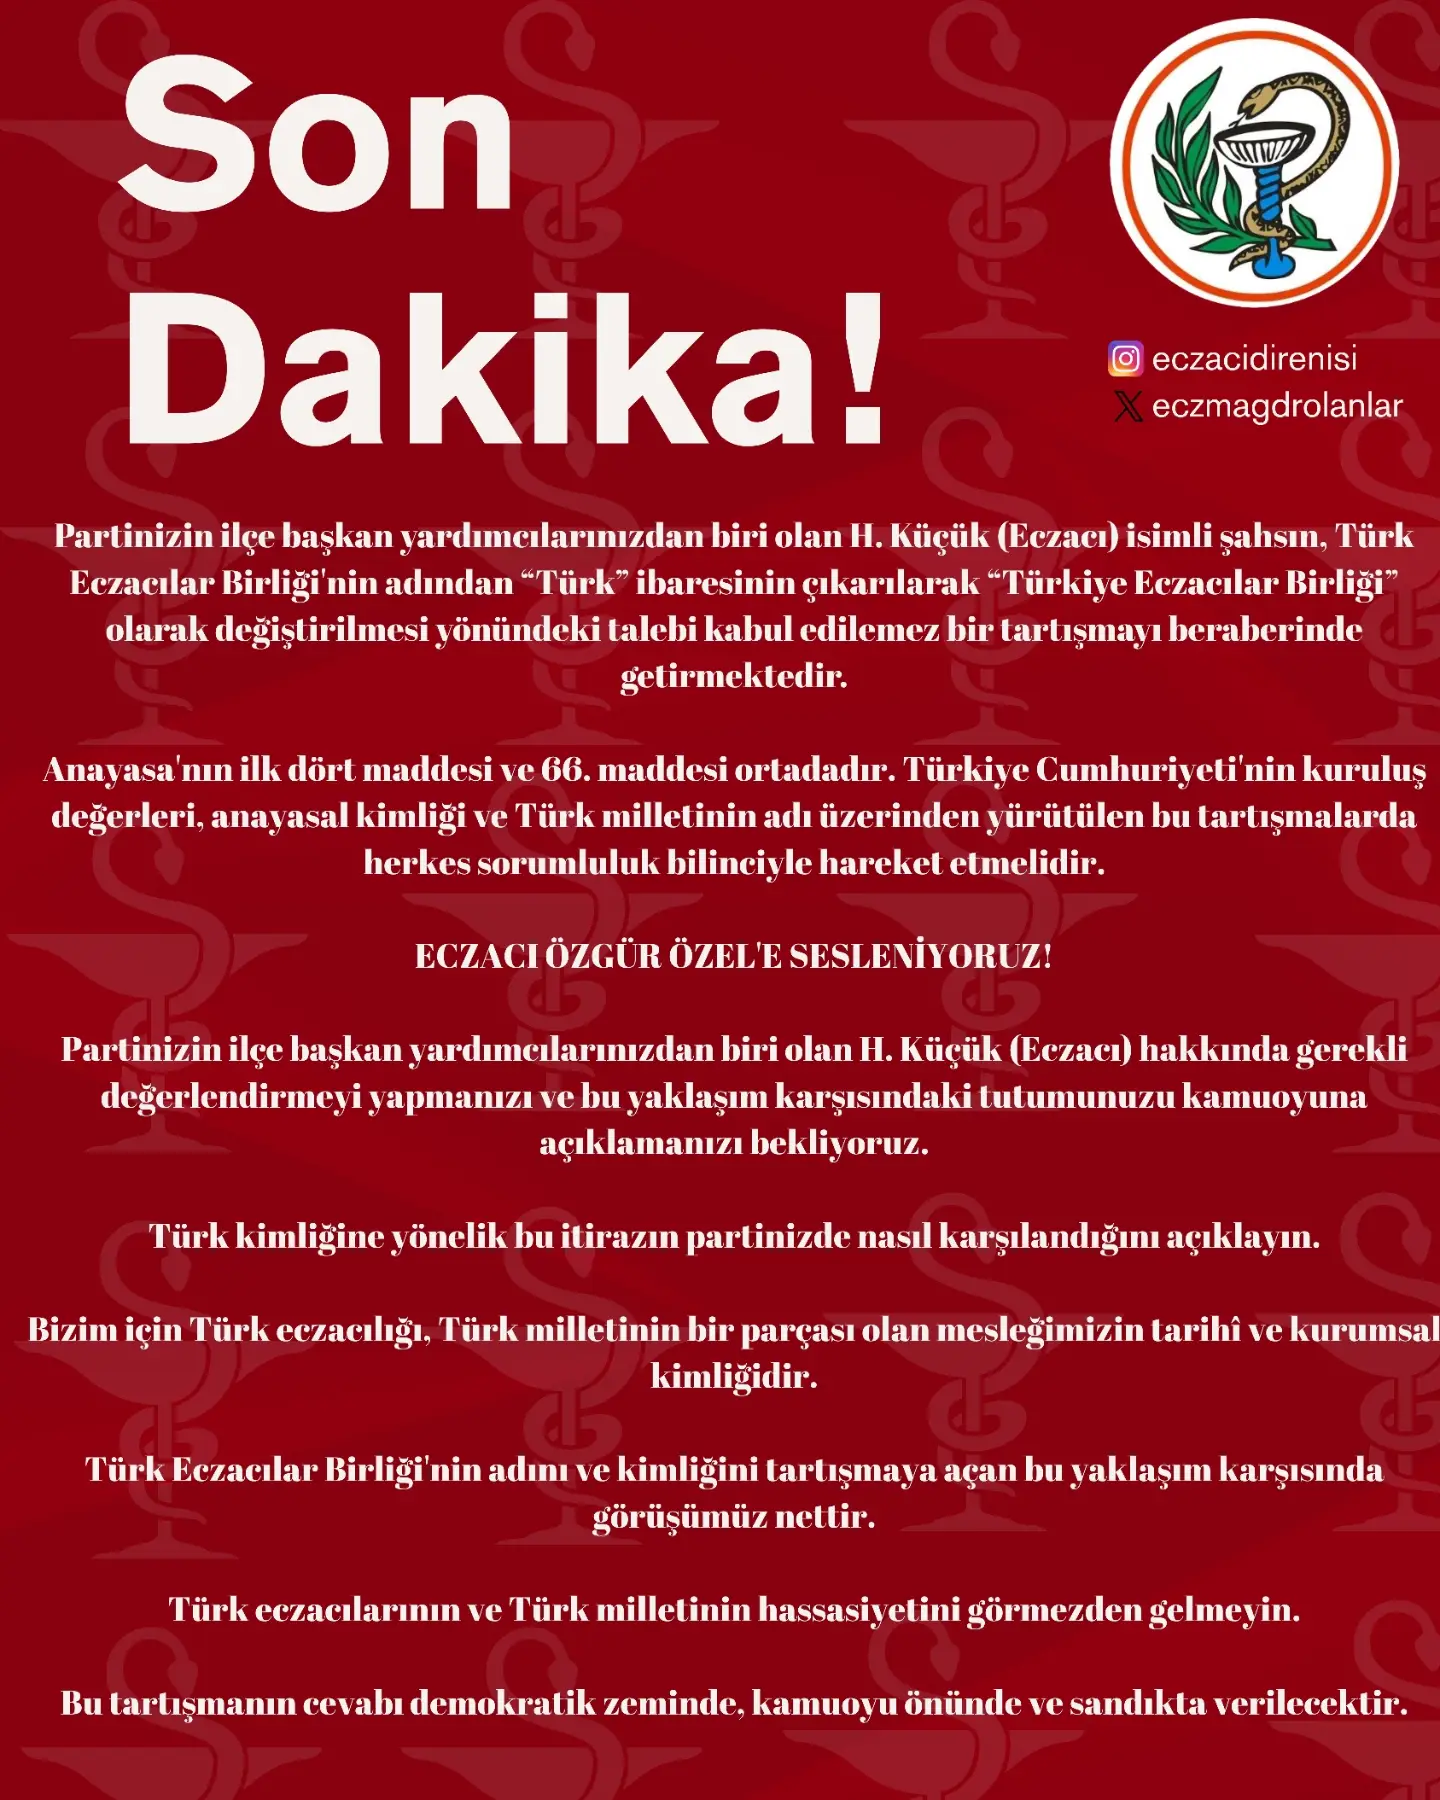 Son
Dakika!
eczacidirenisi
eczmagdrolanlar
Partinizin ilçe başkan yardımcılarınızdan biri olan H. Küçük (Eczacı) isimli şahsın, Türk
Eczacılar Birliği'nin adından “Türk” ibaresinin çıkarılarak “Türkiye Eczacılar Birliği”
olarak değiştirilmesi yönündeki talebi kabul edilemez bir tartışmayı beraberinde
getirmektedir.
Anayasa'nın ilk dört maddesi ve 66. maddesi ortadadır. Türkiye Cumhuriyeti'nin kuruluş
değerleri, anayasal kimliği ve Türk milletinin adı üzerinden yürütülen bu tartışmalarda
herkes sorumluluk bilinciyle hareket etmelidir.
ECZACI ÖZGÜR ÖZEL'E SESLENİYORUZ!
Partinizin ilçe başkan yardımcılarınızdan biri olan H. Küçük (Eczacı) hakkında gerekli
değerlendirmeyi yapmanızı ve bu yaklaşım karşısındaki tutumunuzu kamuoyuna
açıklamanızı bekliyoruz.
Türk kimliğine yönelik bu itirazın partinizde nasıl karşılandığını açıklayın.
Bizim için Türk eczacılığı, Türk milletinin bir parçası olan mesleğimizin tarihî ve kurumsal
kimliğidir.
Türk Eczacılar Birliği'nin adını ve kimliğini tartışmaya açan bu yaklaşım karşısında
görüşümüz nettir.
Türk eczacılarının ve Türk milletinin hassasiyetini görmezden gelmeyin.
Bu tartışmanın cevabı demokratik zeminde, kamuoyu önünde ve sandıkta verilecektir.